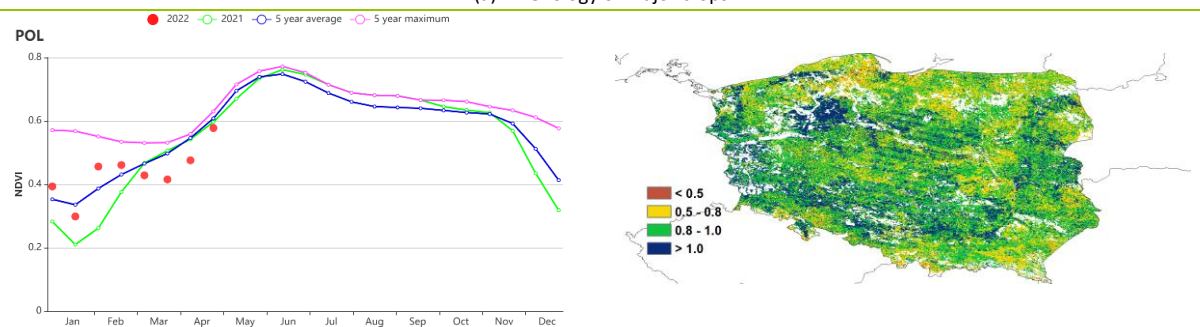 2022 2021 5 year average 5 year maximum
POL
0.8
0.6
0.4
0.2
0
NDVI
Jan Feb Mar Apr May Jun Jul Aug Sep Oct Nov Dec
< 0.5
0.5 - 0.8
0.8 - 1.0
> 1.0